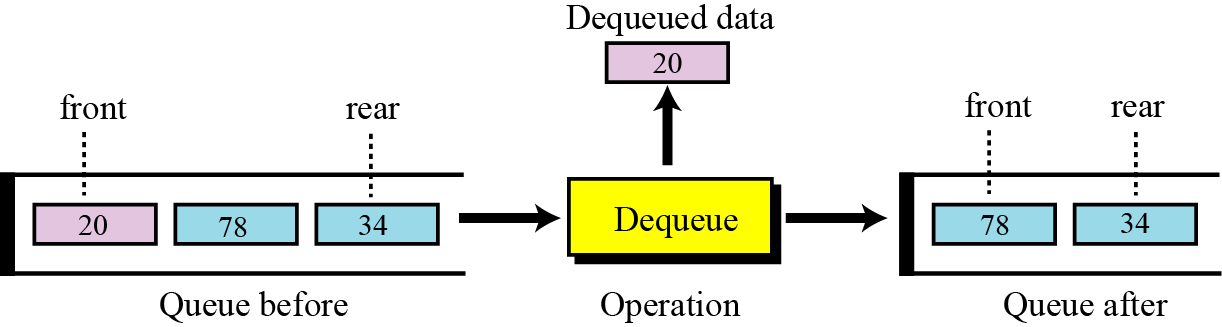 Dequeued data
20
front
rear
20
78
34
Dequeue
front
rear
78
34
Queue before
Operation
Queue after